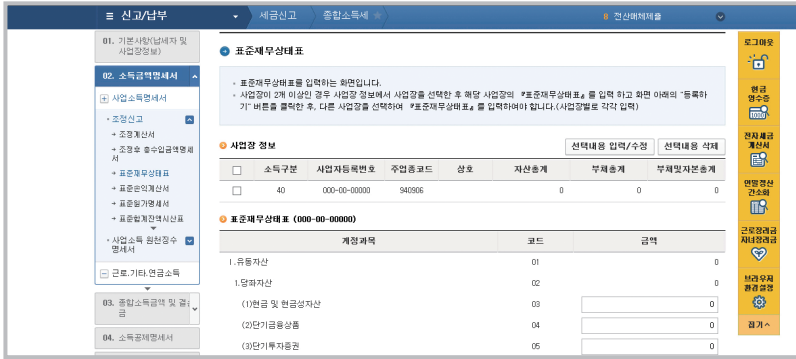 ≡ 신고/납부
세금신고
종합소득세
전산매체제출
01. 기본사항(납세자 및
사업장정보)
02. 소득금액명세서
사업소득명세서
조정신고
+ 조정계산서
+ 조정후 총수입금액명세
서
+ 표준재무상태표
+ 표준손익계산서
+ 표준원가명세서
+ 표준합계잔액시산표
사업소득 원천징수
명세서
근로.기타.연금소득
03. 종합소득금액 및 결손
금
04. 소득공제명세서
표준재무상태표
표준재무상태표를 입력하는 화면입니다.
사업장이 2개 이상인 경우 사업장 정보에서 사업장을 선택한 후 해당 사업장의 『표준재무상태표』를 입력 하고 화면 아래의 "등록하
기" 버튼을 클릭한 후, 다른 사업장을 선택하여 『표준재무상태표』를 입력하여야 합니다.(사업장별로 각각 입력)
사업장 정보
선택내용 입력/수정
선택내용 삭제
소득구분 사업자등록번호 주업종코드 상호 자산총계 부채총계 부채및자본총계
40 000-00-00000 940906 0 0 0
표준재무상태표 (000-00-00000)
계정과목 코드 금액
Ⅰ.유동자산 01 0
1.당좌자산 02 0
(1)현금 및 현금성자산 03 0
(2)단기금융상품 04 0
(3)단기투자증권 05 0
로그아웃
현금
영수증
전자세금
계산서
연말정산
간소화
근로장려금
자녀장려금
브라우저
환경설정
접기^